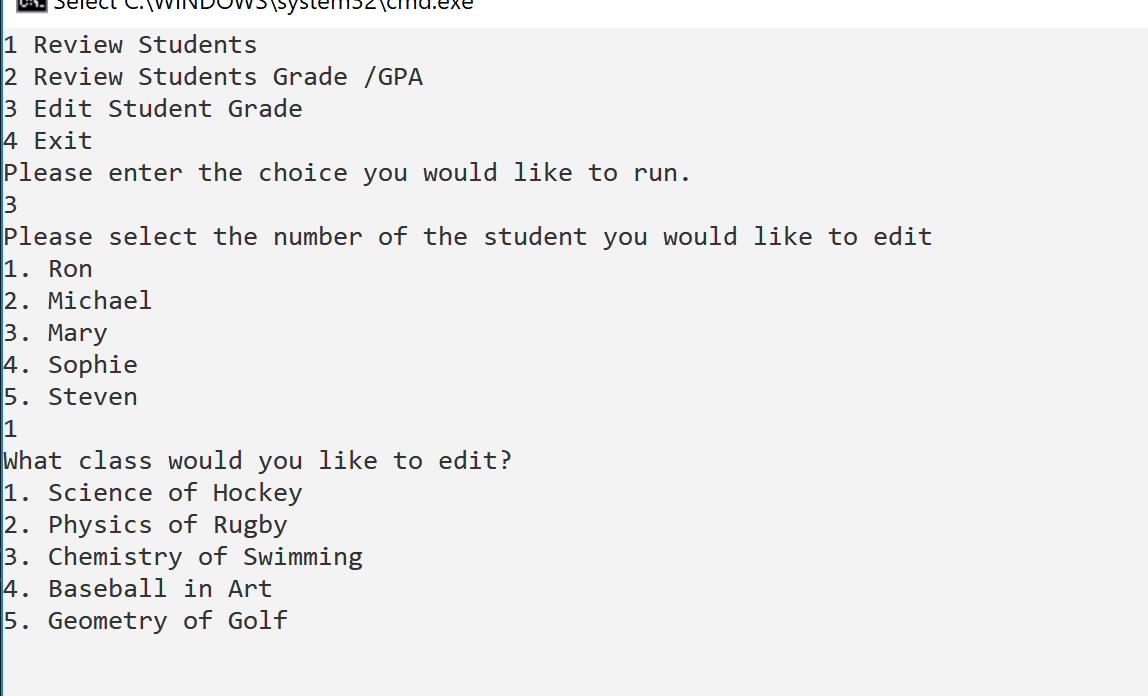 Select C:\WINDOWS\system32\cmd.exe
1 Review Students
2 Review Students Grade /GPA
3 Edit Student Grade
4 Exit
Please enter the choice you would like to run.
3
Please select the number of the student you would like to edit
1. Ron
2. Michael
3. Mary
4. Sophie
5. Steven
1
What class would you like to edit?
1. Science of Hockey
2. Physics of Rugby
3. Chemistry of Swimming
4. Baseball in Art
5. Geometry of Golf